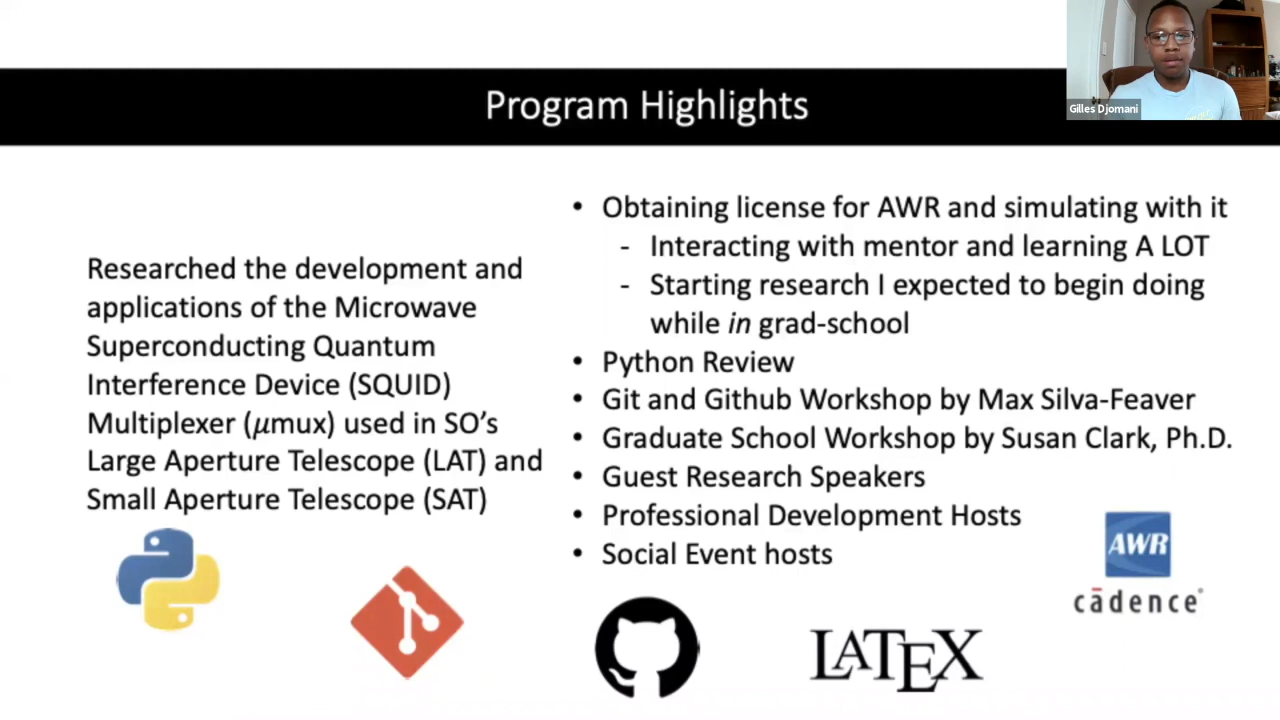 Gilles Djomani
Program Highlights
Researched the development and
applications of the Microwave
Superconducting Quantum
Interference Device (SQUID)
Multiplexer (μmux) used in SO’s
Large Aperture Telescope (LAT) and
Small Aperture Telescope (SAT)
• Obtaining license for AWR and simulating with it
- Interacting with mentor and learning A LOT
- Starting research I expected to begin doing
while in grad-school
• Python Review
• Git and Github Workshop by Max Silva-Feaver
• Graduate School Workshop by Susan Clark, Ph.D.
• Guest Research Speakers
• Professional Development Hosts
• Social Event hosts
AWR
cādence®
LATEX